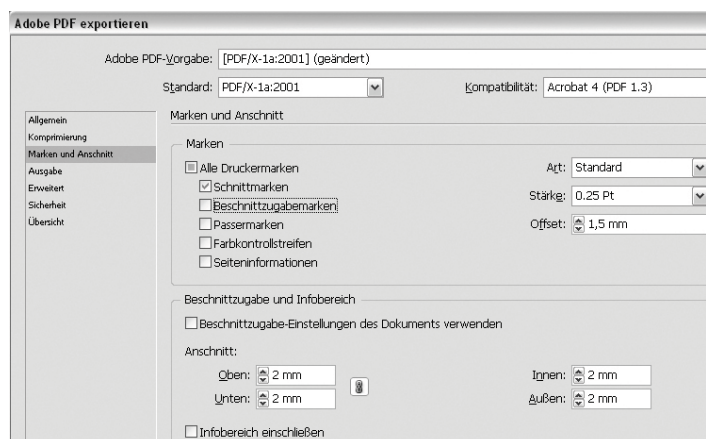 Adobe PDF exportieren
Adobe PDF-Vorgabe: [PDF/X-1a:2001] (geändert)
Standard: PDF/X-1a:2001 Kompatibilität: Acrobat 4 (PDF 1.3)
Allgemein
Komprimierung
Marken und Anschnitt
Ausgabe
Erweitert
Sicherheit
Übersicht
Marken und Anschnitt
Marken
Alle Druckermarken
Schnittmarken
Beschnittzugabemarken
Passermarken
Farbkontrollstreifen
Seiteninformationen
Art: Standard
Stärke: 0.25 Pt
Offset: 1,5 mm
Beschnittzugabe und Infobereich
Beschnittzugabe-Einstellungen des Dokuments verwenden
Anschnitt:
Oben: 2 mm Innen: 2 mm
Unten: 2 mm Außen: 2 mm
Infobereich einschließen